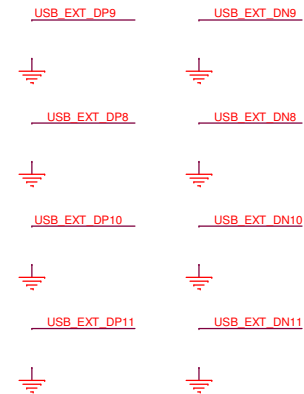 USB_EXT_DP9 USB_EXT_DN9
USB_EXT_DP8 USB_EXT_DN8
USB_EXT_DP10 USB_EXT_DN10
USB_EXT_DP11 USB_EXT_DN11